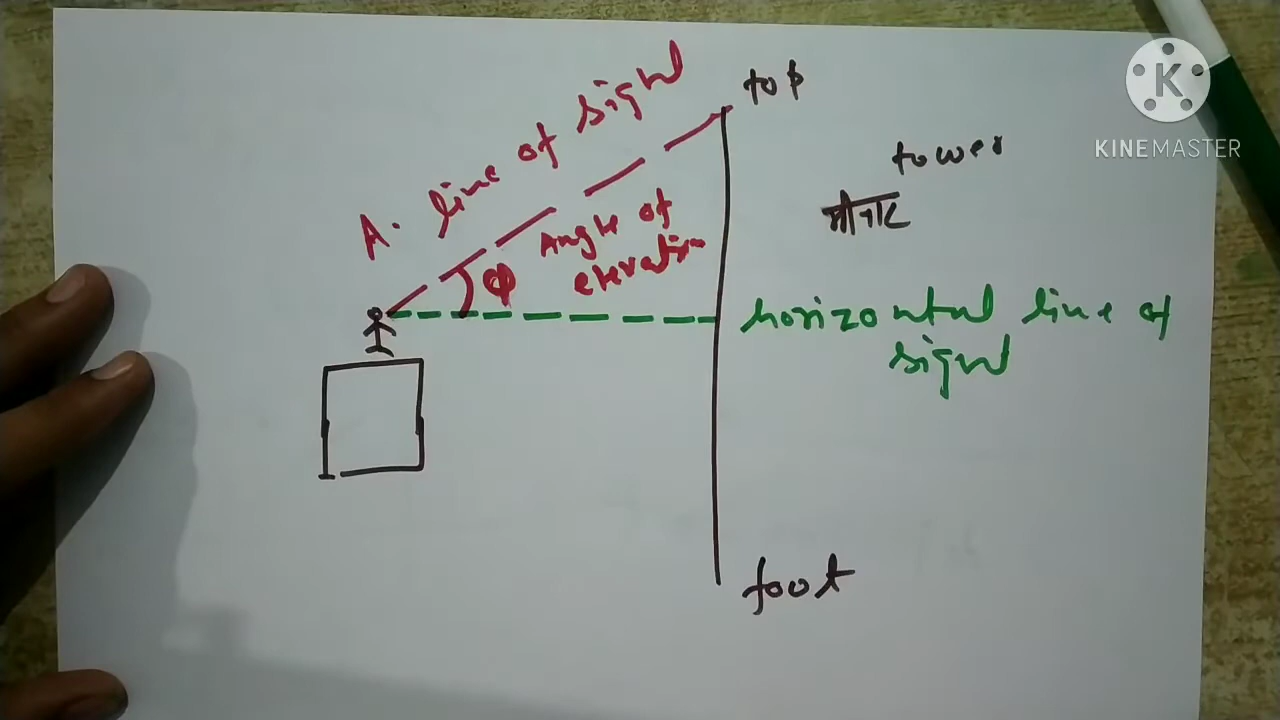 top
KINEMASTER
tower
मीनार
A. line of sight
Angle of
elevation
φ
horizontal line of
sight
foot